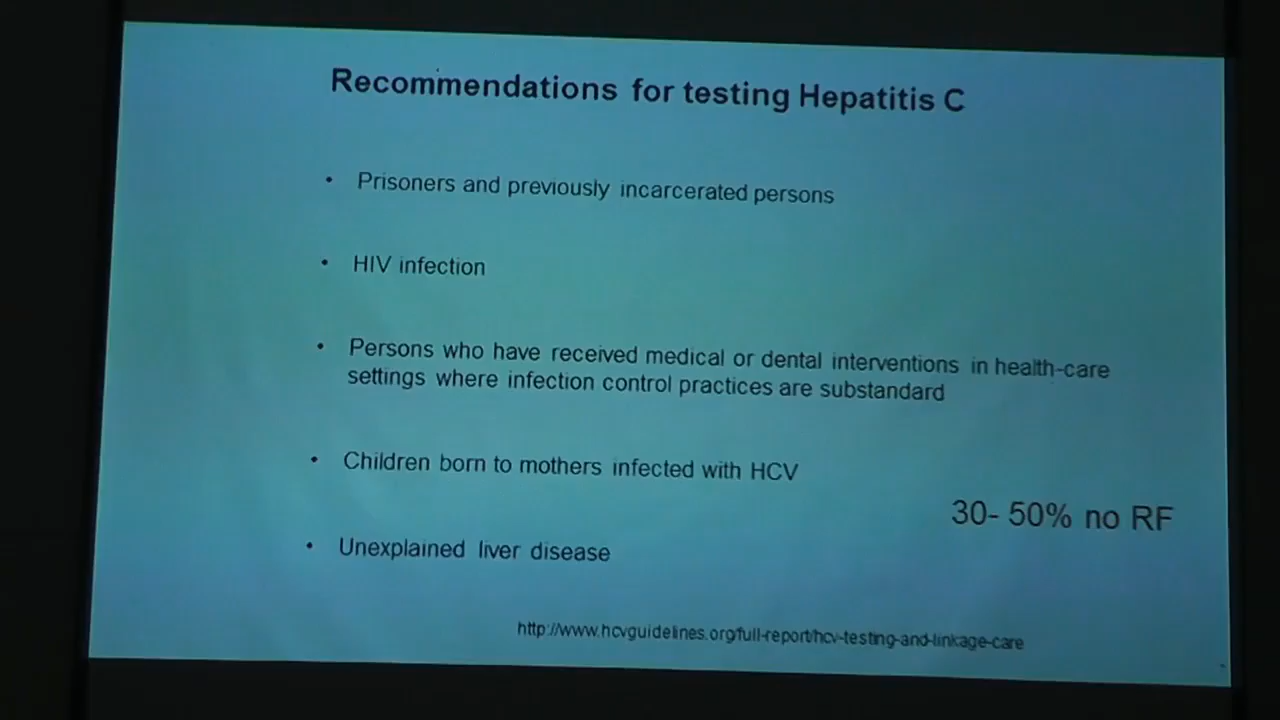 Recommendations for testing Hepatitis C
• Prisoners and previously incarcerated persons
• HIV infection
• Persons who have received medical or dental interventions in health-care
settings where infection control practices are substandard
• Children born to mothers infected with HCV
30- 50% no RF
• Unexplained liver disease
http://www.hcvguidelines.org/full-report/hcv-testing-and-linkage-care